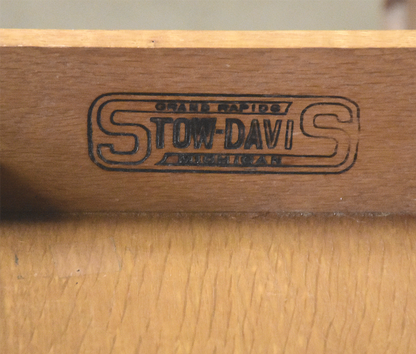 GRAND RAPIDS
STOW-DAVIS
MICHIGAN